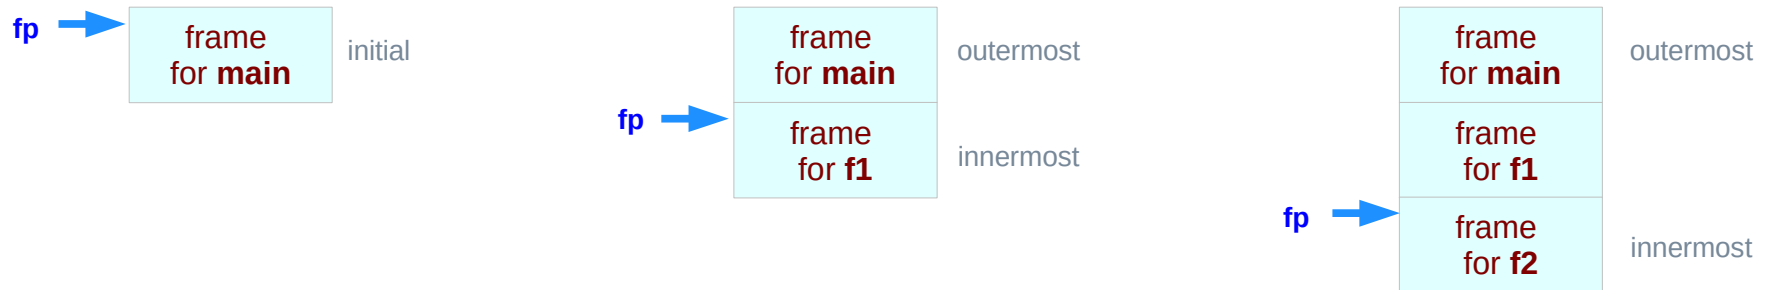 fp
frame
for main
initial
frame
for main
outermost
fp
frame
for f1
innermost
frame
for main
outermost
frame
for f1
fp
frame
for f2
innermost